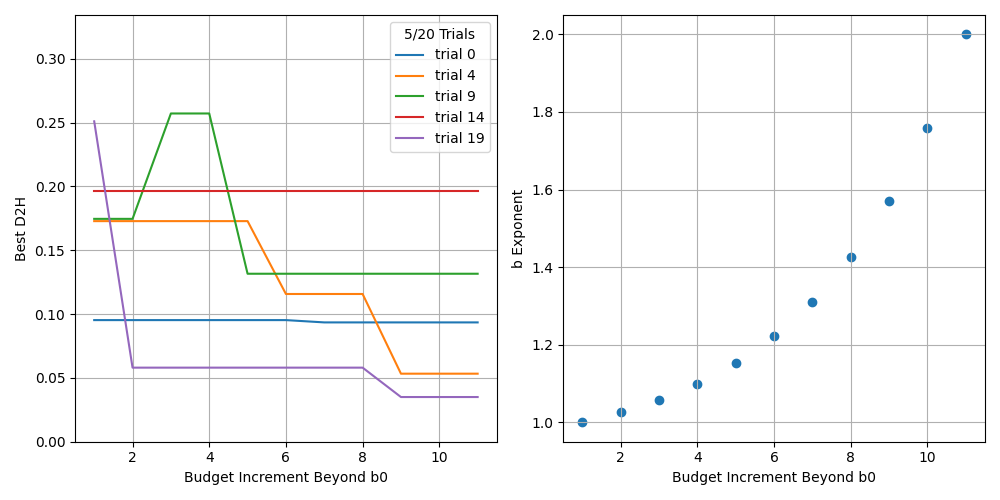 5/20 Trials
trial 0
trial 4
trial 9
trial 14
trial 19
0.30
0.25
0.20
0.15
0.10
0.05
0.00
Best D2H
2 4 6 8 10
Budget Increment Beyond b0
2.0
1.8
1.6
1.4
1.2
1.0
b Exponent
2 4 6 8 10
Budget Increment Beyond b0